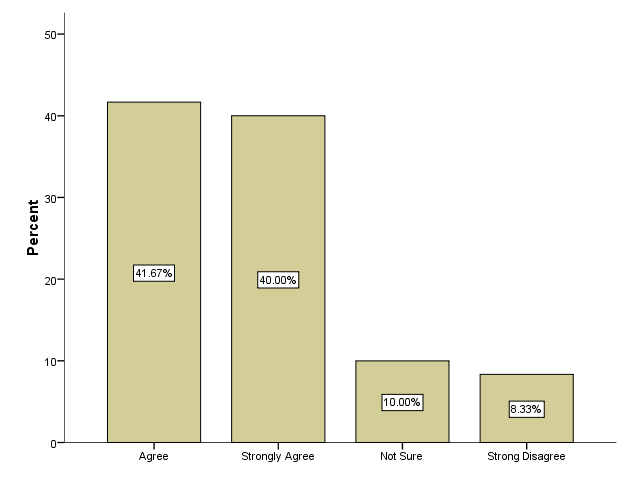 50
40
30
20
10
0
Percent
41.67%
40.00%
10.00%
8.33%
Agree
Strongly Agree
Not Sure
Strong Disagree